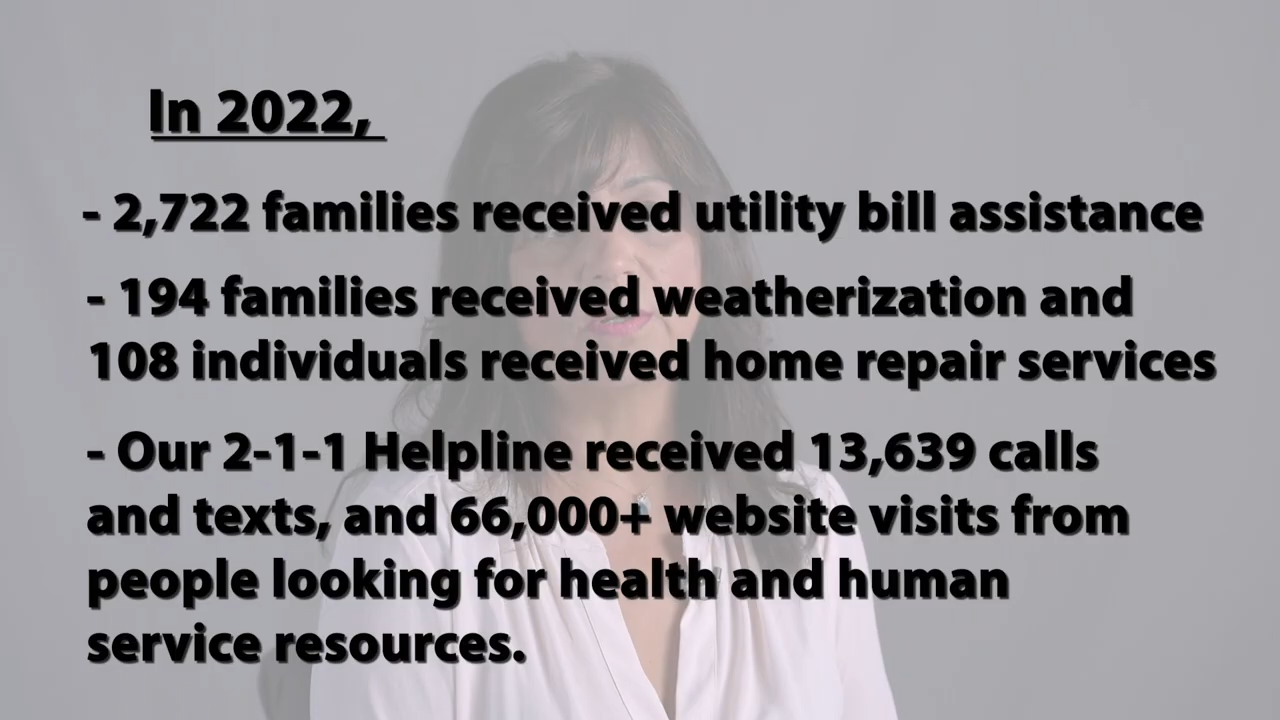 In 2022,
- 2,722 families received utility bill assistance
- 194 families received weatherization and
108 individuals received home repair services
- Our 2-1-1 Helpline received 13,639 calls
and texts, and 66,000+ website visits from
people looking for health and human
service resources.